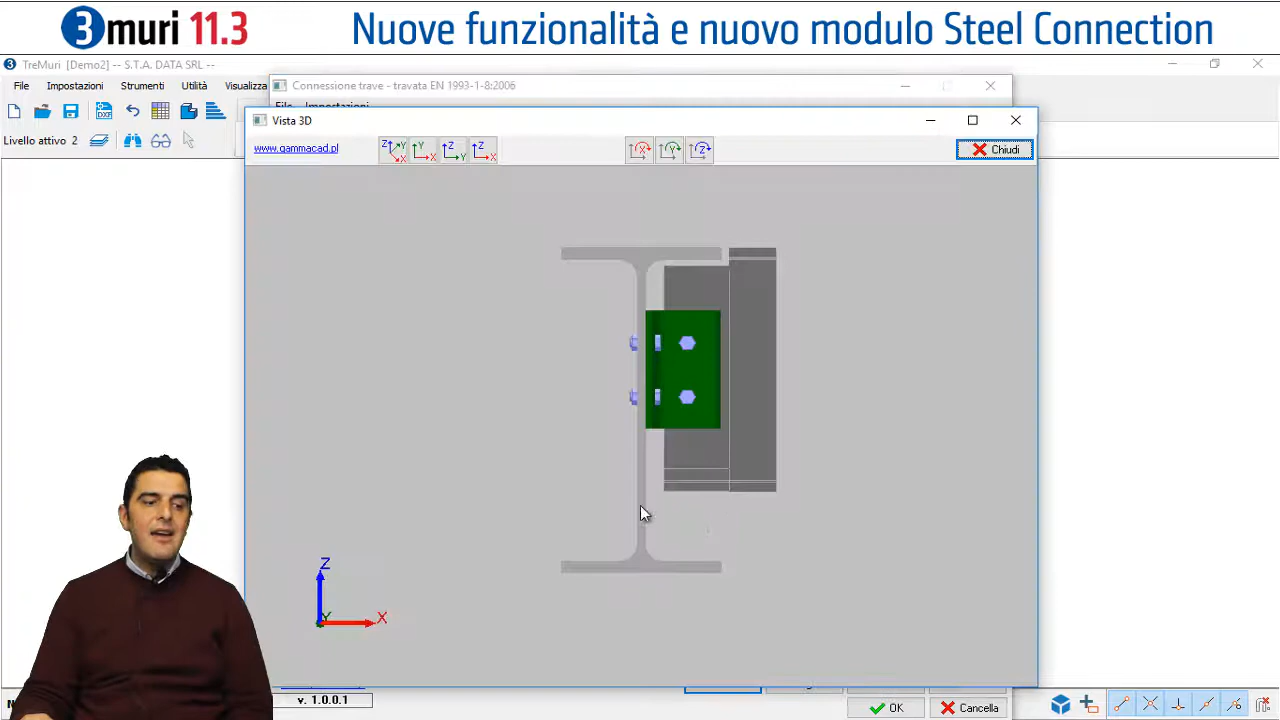 3muri 11.3 Nuove funzionalità e nuovo modulo Steel Connection
TreMuri [Demo2] -- S.T.A. DATA SRL --
Connessione trave - travata EN 1993-1-8:2006
File Impostazioni Strumenti Utilità Visualizza
File Impostazioni
Vista 3D
Livello attivo 2
www.gammacad.pl
Z Y X
Y X
Z Y
Z X
X
Y
Z
Chiudi
Z
Y X
v. 1.0.0.1
OK Cancella